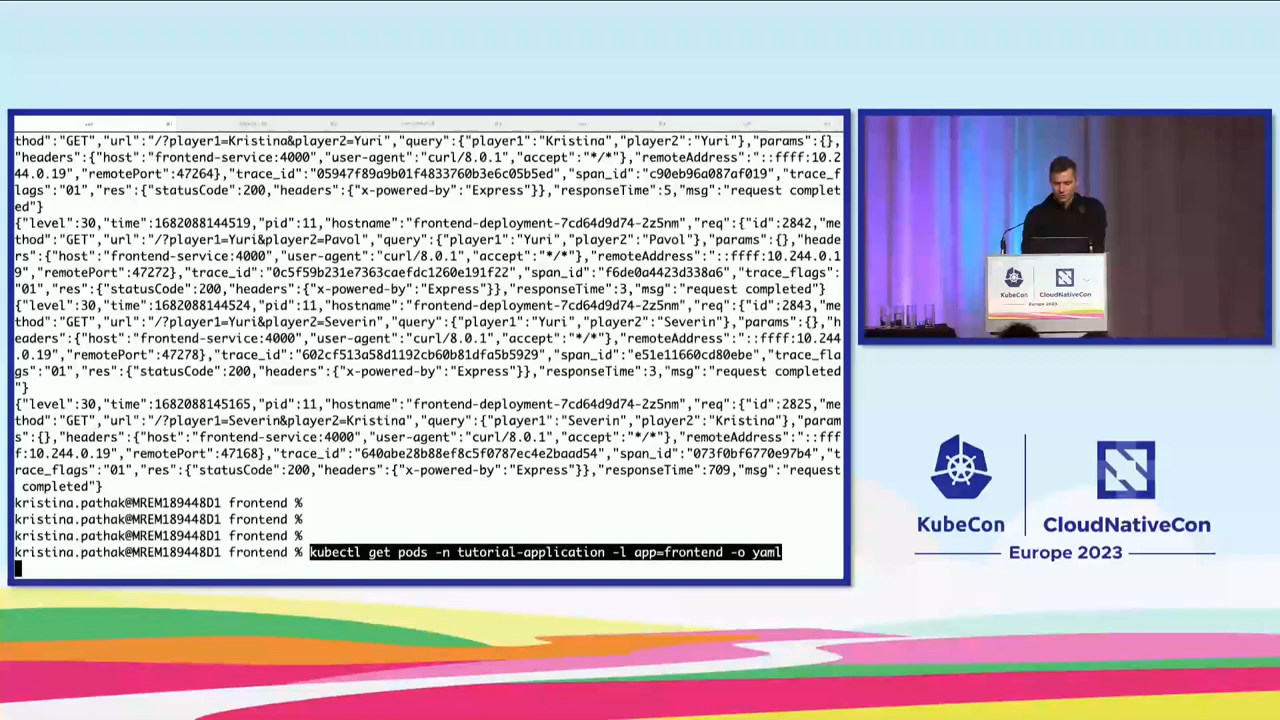 thod":"GET","url":"/?player1=Kristina&player2=Yuri","query":{"player1":"Kristina","player2":"Yuri"},"params":{},
"headers":{"host":"frontend-service:4000","user-agent":"curl/8.0.1","accept":"*/*"},"remoteAddress":"::ffff:10.2
44.0.19","remotePort":47264},"trace_id":"05947f89a9b01f4833760b3e6c05b5ed","span_id":"c90eb96a087af019","trace_f
lags":"01","res":{"statusCode":200,"headers":{"x-powered-by":"Express"}},"responseTime":5,"msg":"request complet
ed"}
{"level":30,"time":1682088144519,"pid":11,"hostname":"frontend-deployment-7cd64d9d74-2z5nm","req":{"id":2842,"me
thod":"GET","url":"/?player1=Yuri&player2=Pavol","query":{"player1":"Yuri","player2":"Pavol"},"params":{},"heade
rs":{"host":"frontend-service:4000","user-agent":"curl/8.0.1","accept":"*/*"},"remoteAddress":"::ffff:10.244.0.1
9","remotePort":47272},"trace_id":"0c5f59b231e7363caefdc1260e191f22","span_id":"f6de0a4423d338a6","trace_flags":
"01","res":{"statusCode":200,"headers":{"x-powered-by":"Express"}},"responseTime":3,"msg":"request completed"}
{"level":30,"time":1682088144524,"pid":11,"hostname":"frontend-deployment-7cd64d9d74-2z5nm","req":{"id":2843,"me
thod":"GET","url":"/?player1=Yuri&player2=Severin","query":{"player1":"Yuri","player2":"Severin"},"params":{},"h
eaders":{"host":"frontend-service:4000","user-agent":"curl/8.0.1","accept":"*/*"},"remoteAddress":"::ffff:10.244
.0.19","remotePort":47278},"trace_id":"602cf513a58d1192cb60b81dfa5b5929","span_id":"e51e11660cd80ebe","trace_fla
gs":"01","res":{"statusCode":200,"headers":{"x-powered-by":"Express"}},"responseTime":3,"msg":"request completed
"}
{"level":30,"time":1682088145165,"pid":11,"hostname":"frontend-deployment-7cd64d9d74-2z5nm","req":{"id":2825,"me
thod":"GET","url":"/?player1=Severin&player2=Kristina","query":{"player1":"Severin","player2":"Kristina"},"param
s":{},"headers":{"host":"frontend-service:4000","user-agent":"curl/8.0.1","accept":"*/*"},"remoteAddress":"::fff
f:10.244.0.19","remotePort":47168},"trace_id":"640abe28b88ef8c5f0787ec4e2baad54","span_id":"073f0bf6770e97b4","t
race_flags":"01","res":{"statusCode":200,"headers":{"x-powered-by":"Express"}},"responseTime":709,"msg":"request
completed"}
kristina.pathak@MREM189448D1 frontend %
kristina.pathak@MREM189448D1 frontend %
kristina.pathak@MREM189448D1 frontend %
kristina.pathak@MREM189448D1 frontend % kubectl get pods -n tutorial-application -l app=frontend -o yaml
KubeCon
CloudNativeCon
Europe 2023
KubeCon
CloudNativeCon
Europe 2023